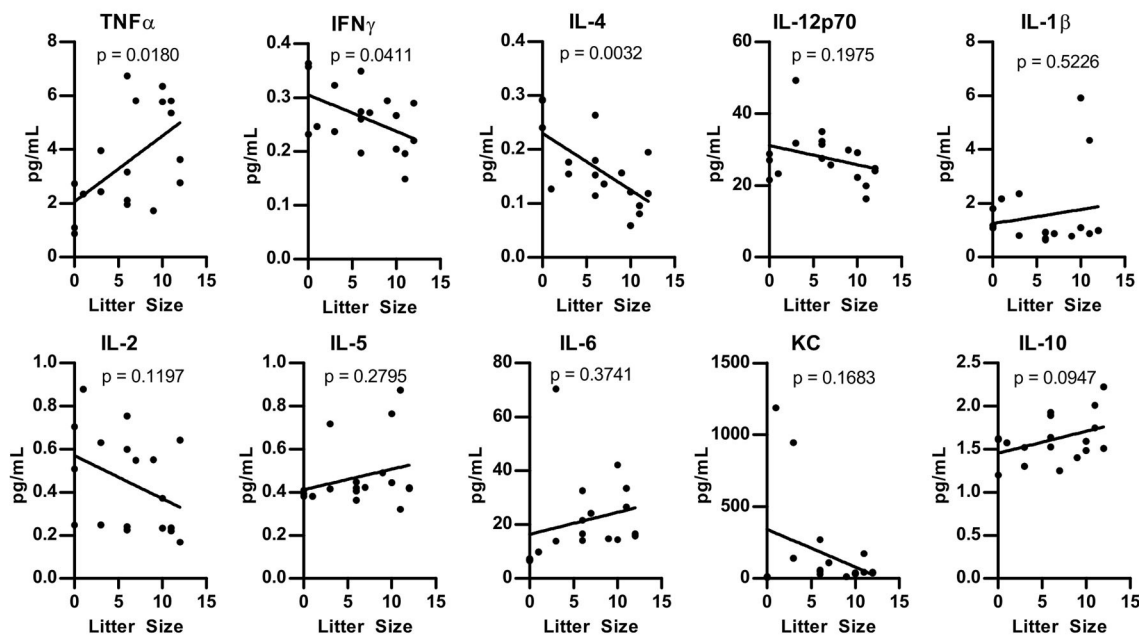 TNFα
IFNγ
IL-4
IL-12p70
IL-1β
8
6
4
2
0
pg/mL
p = 0.0180
0 5 10 15
Litter Size
0.4
0.3
0.2
0.1
0.0
pg/mL
p = 0.0411
0 5 10 15
Litter Size
0.4
0.3
0.2
0.1
0.0
pg/mL
p = 0.0032
0 5 10 15
Litter Size
60
40
20
0
pg/mL
p = 0.1975
0 5 10 15
Litter Size
8
6
4
2
0
pg/mL
p = 0.5226
0 5 10 15
Litter Size
IL-2
IL-5
IL-6
KC
IL-10
1.0
0.8
0.6
0.4
0.2
0.0
pg/mL
p = 0.1197
0 5 10 15
Litter Size
1.0
0.8
0.6
0.4
0.2
0.0
pg/mL
p = 0.2795
0 5 10 15
Litter Size
80
60
40
20
0
pg/mL
p = 0.3741
0 5 10 15
Litter Size
1500
1000
500
0
pg/mL
p = 0.1683
0 5 10 15
Litter Size
2.5
2.0
1.5
1.0
0.5
0.0
pg/mL
p = 0.0947
0 5 10 15
Litter Size